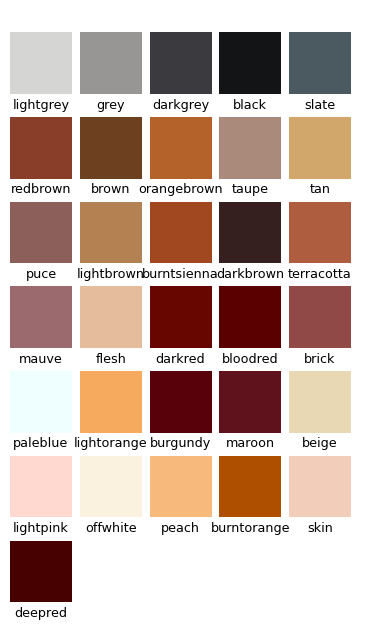 lightgrey grey darkgrey black slate
redbrown brown orangebrown taupe tan
puce lightbrown burntsienna darkbrown terracotta
mauve flesh darkred bloodred brick
paleblue lightorange burgundy maroon beige
lightpink offwhite peach burntorange skin
deepred